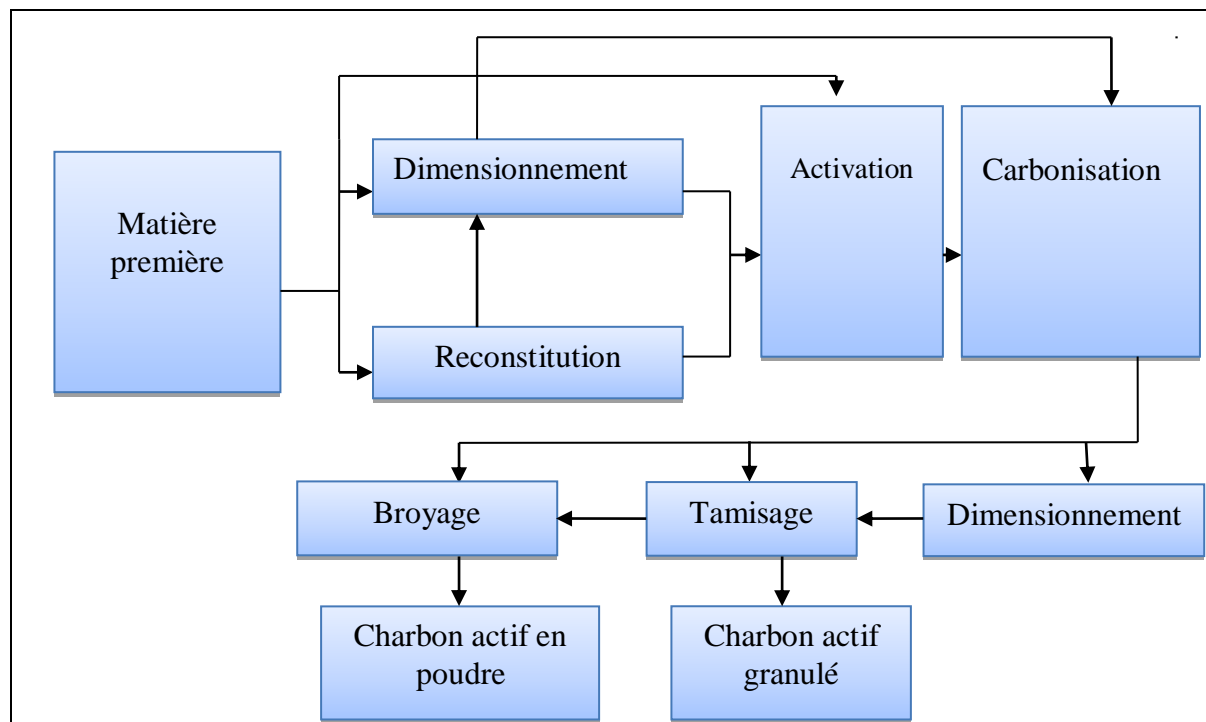 Dimensionnement
Activation
Carbonisation
Matière
première
Reconstitution
Broyage
Tamisage
Dimensionnement
Charbon actif en
poudre
Charbon actif
granulé